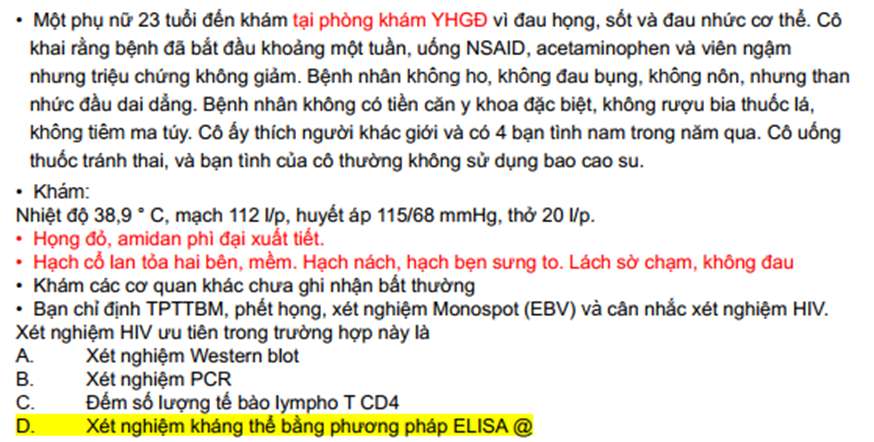 • Một phụ nữ 23 tuổi đến khám tại phòng khám YHGĐ vì đau họng, sốt và đau nhức cơ thể. Cô
khai rằng bệnh đã bắt đầu khoảng một tuần, uống NSAID, acetaminophen và viên ngậm
nhưng triệu chứng không giảm. Bệnh nhân không ho, không đau bụng, không nôn, nhưng than
nhức đầu dai dẳng. Bệnh nhân không có tiền căn y khoa đặc biệt, không rượu bia thuốc lá,
không tiêm ma túy. Cô ấy thích người khác giới và có 4 bạn tình nam trong năm qua. Cô uống
thuốc tránh thai, và bạn tình của cô thường không sử dụng bao cao su.
• Khám:
Nhiệt độ 38,9 ° C, mạch 112 l/p, huyết áp 115/68 mmHg, thở 20 l/p.
• Họng đỏ, amidan phì đại xuất tiết.
• Hạch cổ lan tỏa hai bên, mềm. Hạch nách, hạch bẹn sưng to. Lách sờ chạm, không đau
• Khám các cơ quan khác chưa ghi nhận bất thường
• Bạn chỉ định TPTTBM, phết họng, xét nghiệm Monospot (EBV) và cân nhắc xét nghiệm HIV.
Xét nghiệm HIV ưu tiên trong trường hợp này là
A. Xét nghiệm Western blot
B. Xét nghiệm PCR
C. Đếm số lượng tế bào lympho T CD4
D. Xét nghiệm kháng thể bằng phương pháp ELISA @